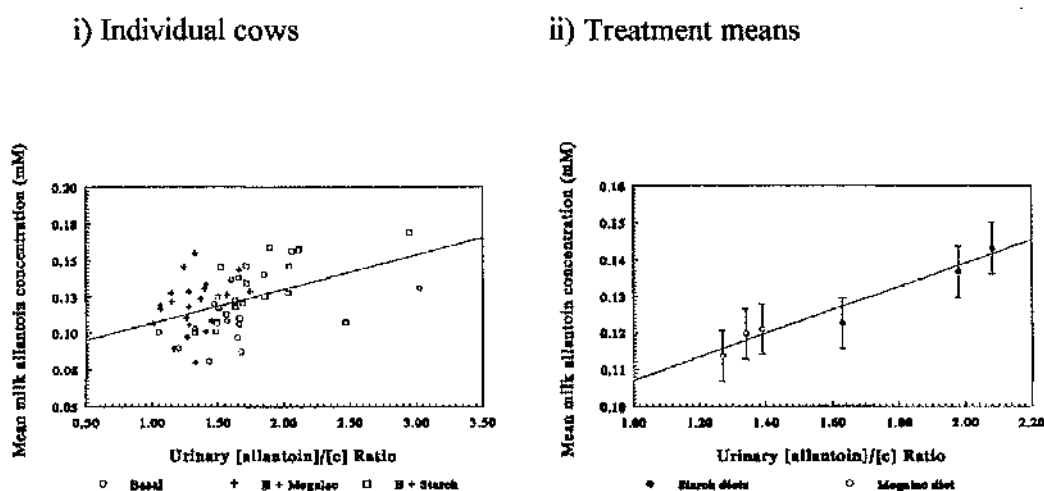 i) Individual cows
ii) Treatment means
Mean milk allantoin concentration (mM)
0.20
0.18
0.15
0.13
0.10
0.08
0.05
0.50
1.00
1.50
2.00
2.50
3.00
3.50
Urinary [allantoin]/[c] Ratio
Basal
B + Megalac
B + Starch
Mean milk allantoin concentration (mM)
0.16
0.15
0.14
0.13
0.12
0.11
0.10
1.00
1.20
1.40
1.60
1.80
2.00
2.20
Urinary [allantoin]/[c] Ratio
Starch diets
Megalac diet